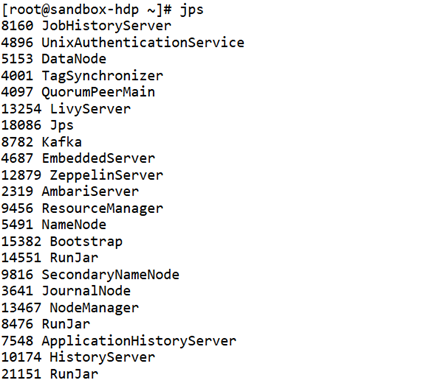 [root@sandbox-hdp ~]# jps
8160 JobHistoryServer
4896 UnixAuthenticationService
5153 DataNode
4001 TagSynchronizer
4097 QuorumPeerMain
13254 LivyServer
18086 Jps
8782 Kafka
4687 EmbeddedServer
12879 ZeppelinServer
2319 AmbariServer
9456 ResourceManager
5491 NameNode
15382 Bootstrap
14551 RunJar
9816 SecondaryNameNode
3641 JournalNode
13467 NodeManager
8476 RunJar
7548 ApplicationHistoryServer
10174 HistoryServer
21151 RunJar